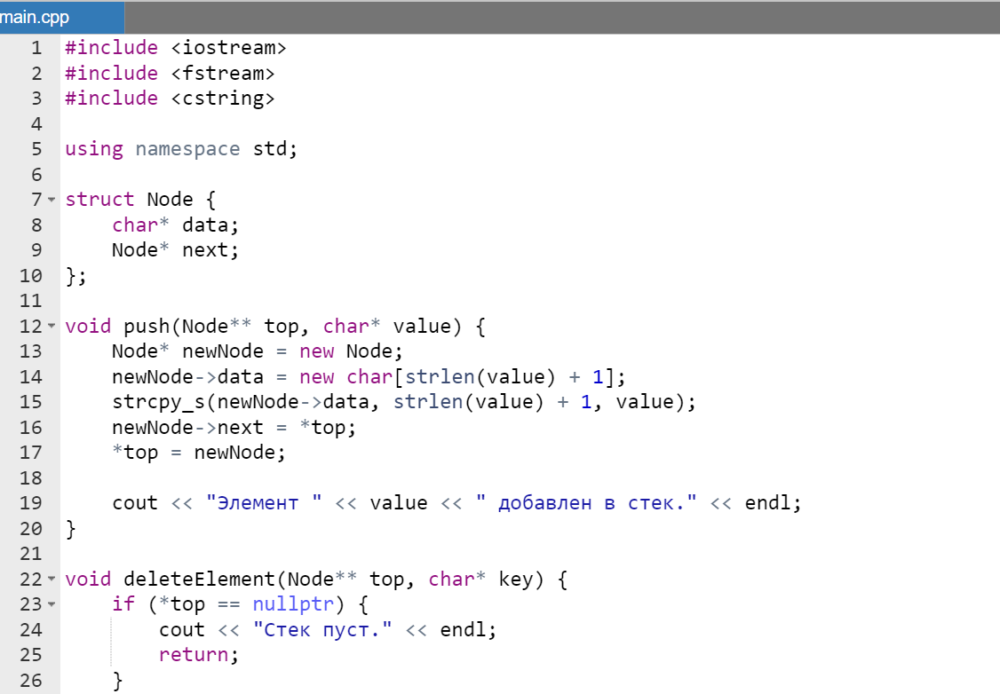 main.cpp
1 #include <iostream>
2 #include <fstream>
3 #include <cstring>
4
5 using namespace std;
6
7 struct Node {
8     char* data;
9     Node* next;
10 };
11
12 void push(Node** top, char* value) {
13     Node* newNode = new Node;
14     newNode->data = new char[strlen(value) + 1];
15     strcpy_s(newNode->data, strlen(value) + 1, value);
16     newNode->next = *top;
17     *top = newNode;
18
19     cout << "Элемент " << value << " добавлен в стек." << endl;
20 }
21
22 void deleteElement(Node** top, char* key) {
23     if (*top == nullptr) {
24         cout << "Стек пуст." << endl;
25         return;
26     }